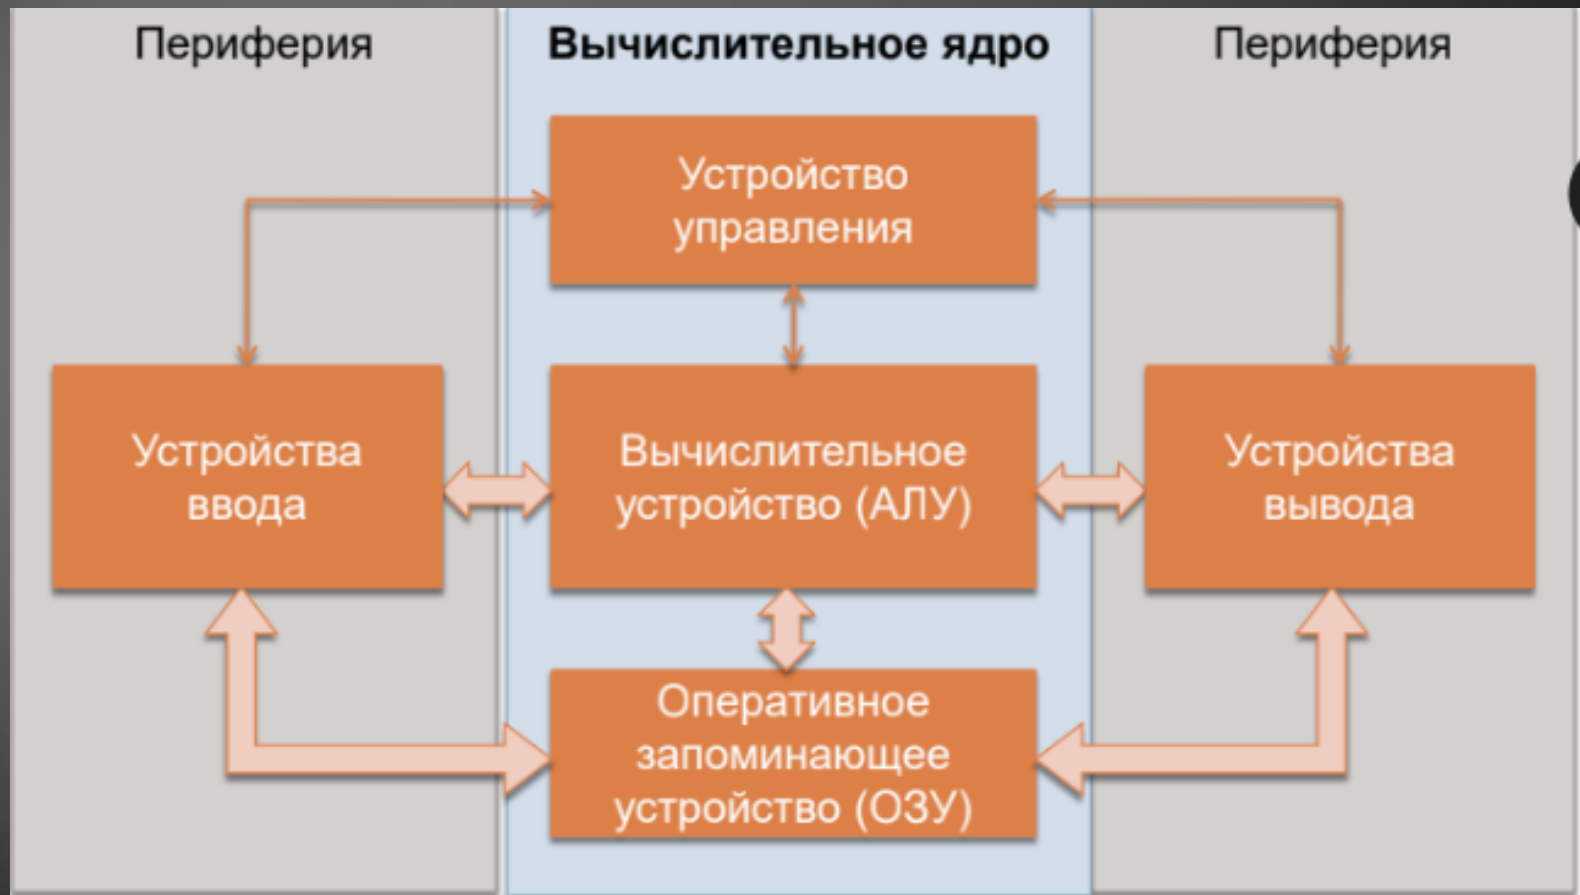 Периферия
Вычислительное ядро
Периферия
Устройство
управления
Устройства
ввода
Вычислительное
устройство (АЛУ)
Устройства
вывода
Оперативное
запоминающее
устройство (ОЗУ)